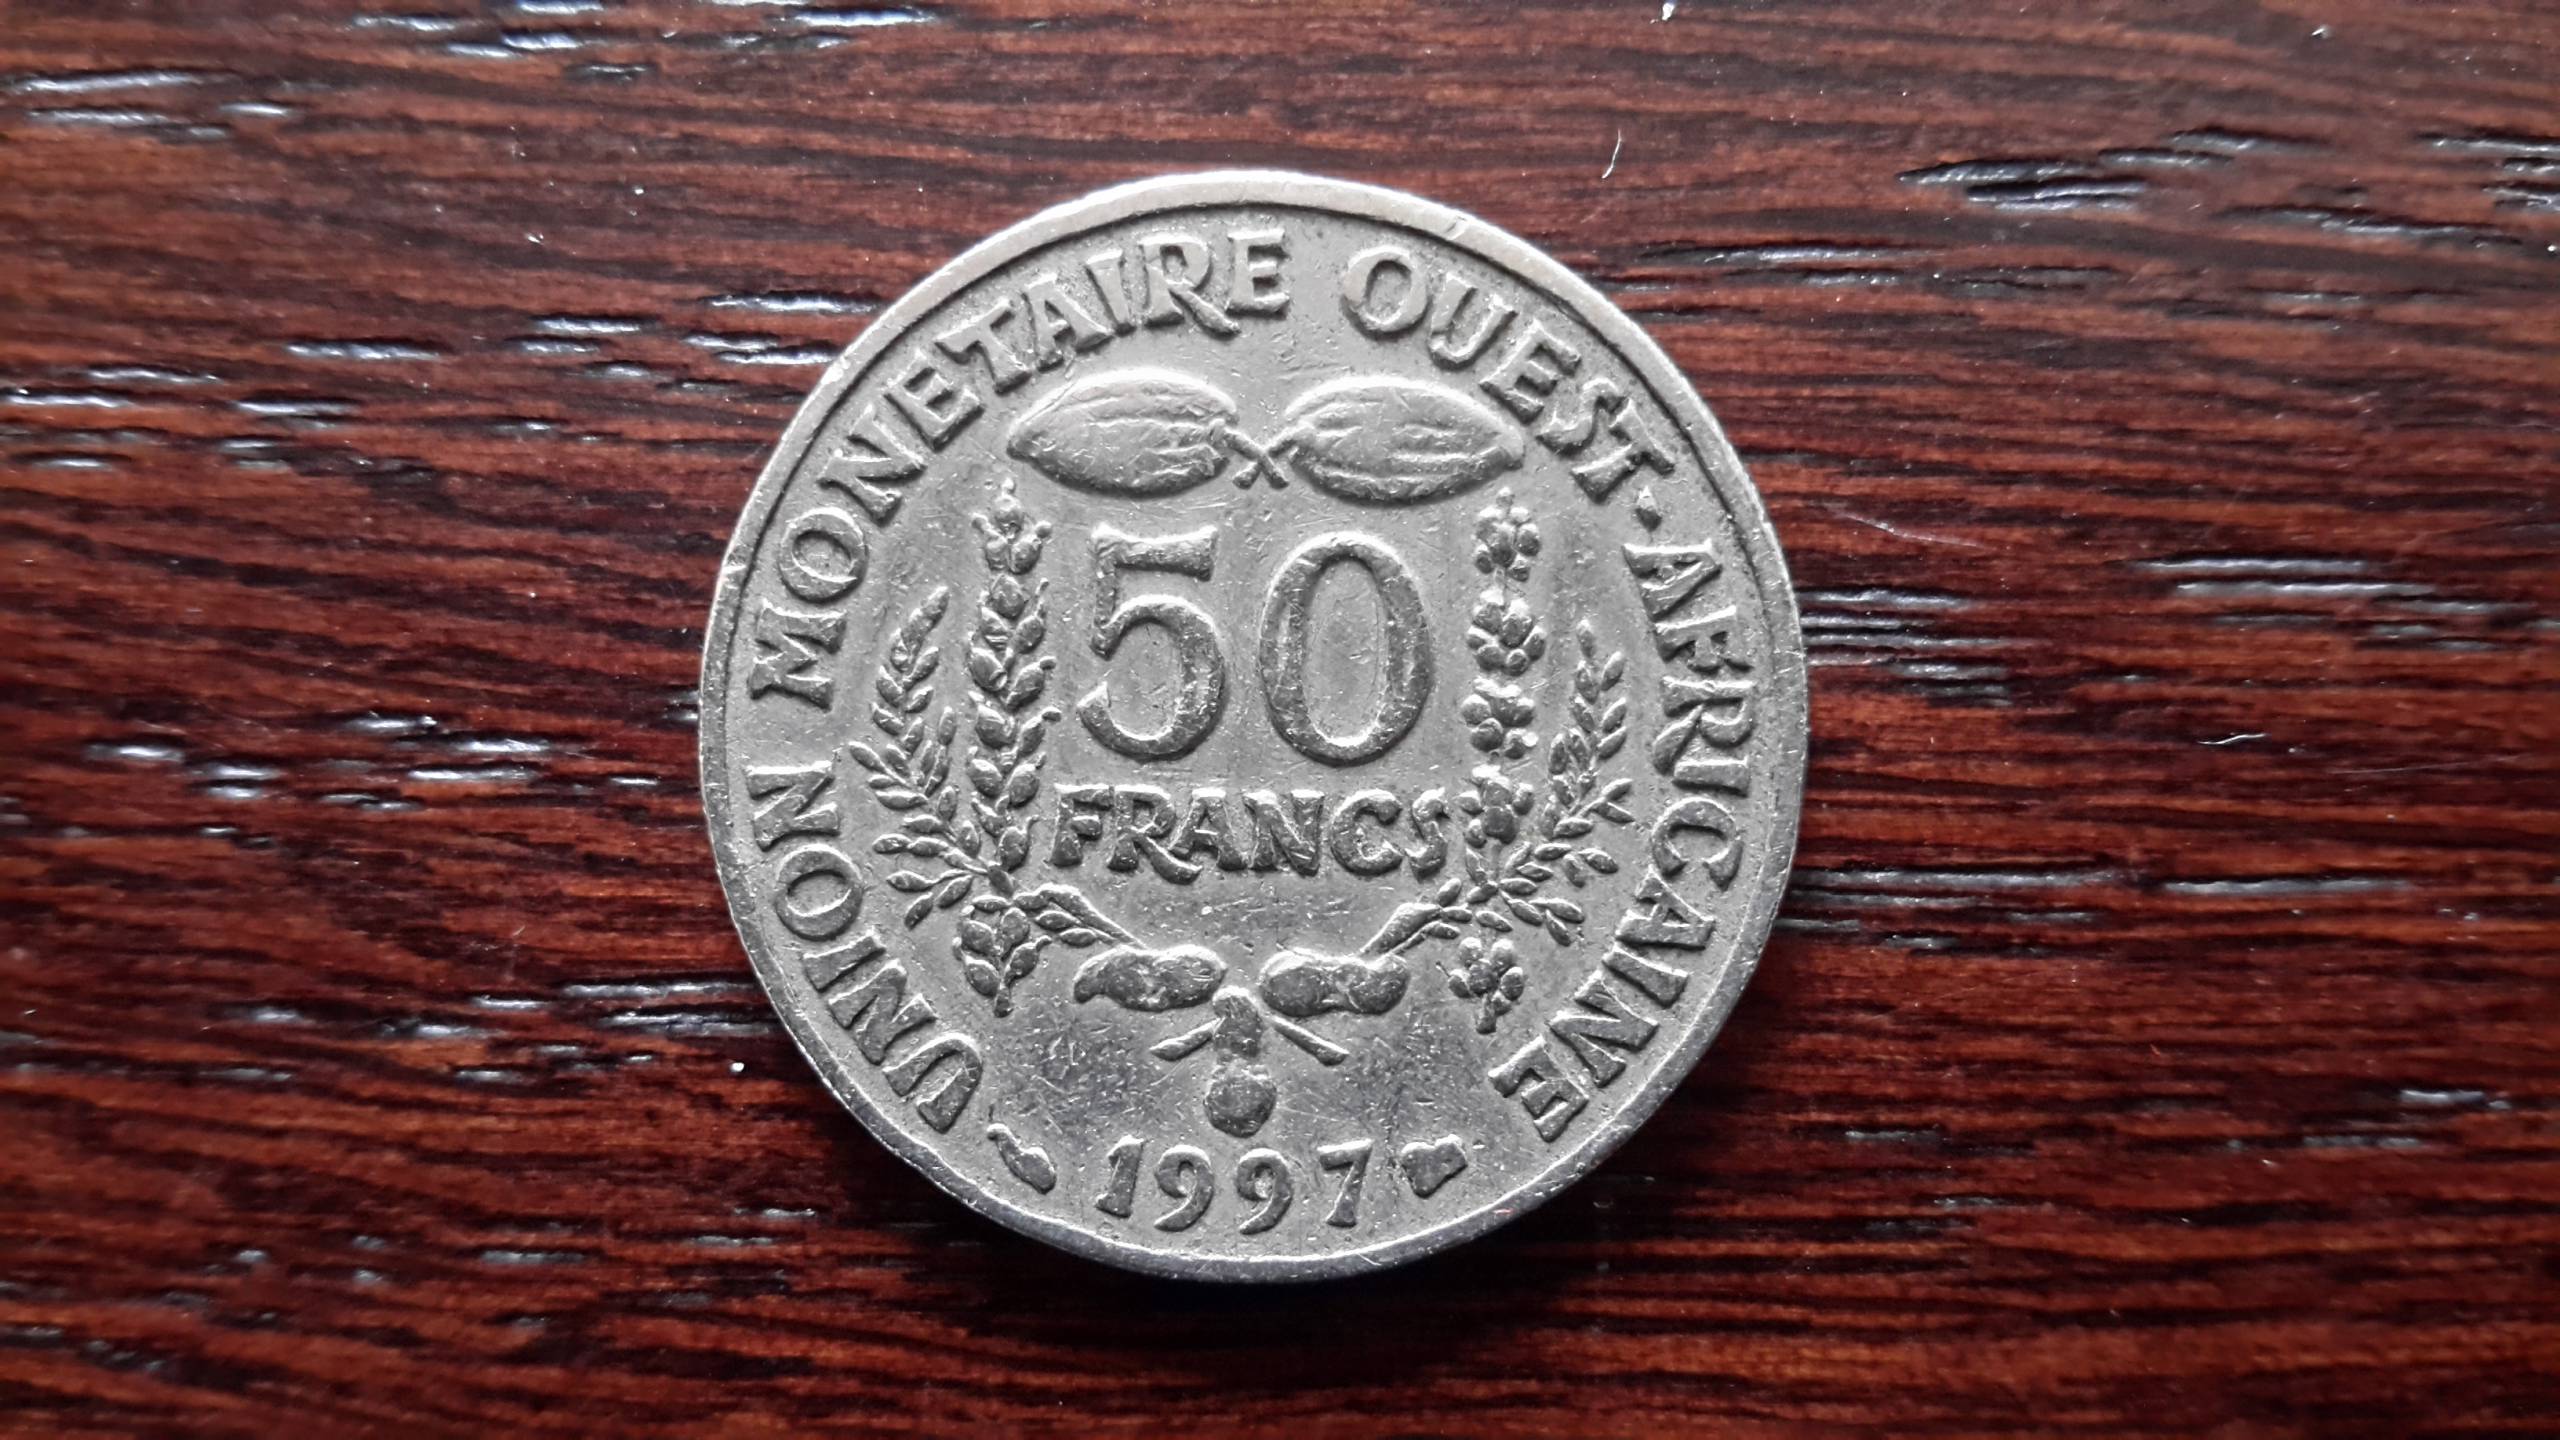 UNION MONETAIRE OUEST-AFRICAINE
50
FRANCS
1997